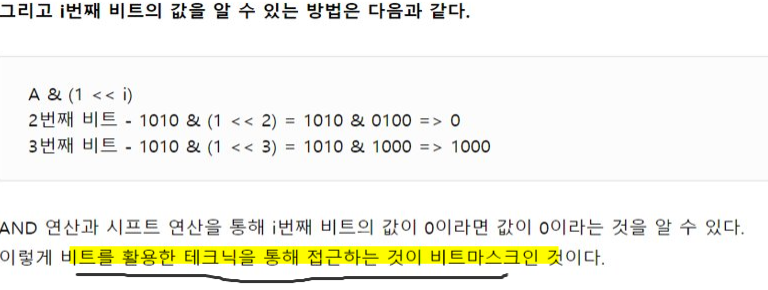 그리고 i번째 비트의 값을 알 수 있는 방법은 다음과 같다.
A & (1 << i)
2번째 비트 - 1010 & (1 << 2) = 1010 & 0100 => 0
3번째 비트 - 1010 & (1 << 3) = 1010 & 1000 => 1000
AND 연산과 시프트 연산을 통해 i번째 비트의 값이 0이라면 값이 0이라는 것을 알 수 있다.
이렇게 비트를 활용한 테크닉을 통해 접근하는 것이 비트마스크인 것이다.